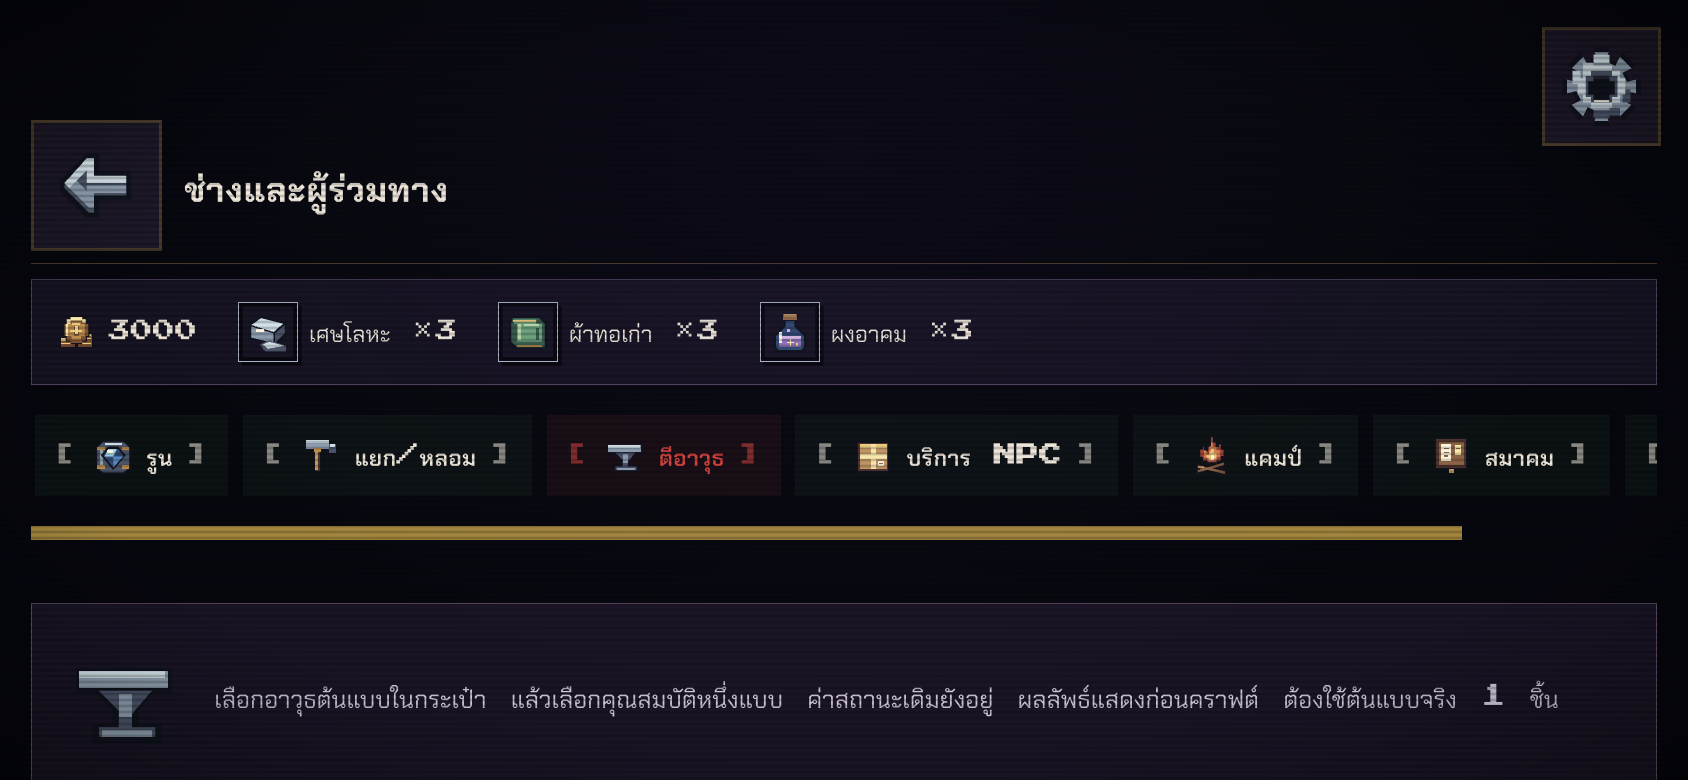 ช่างและผู้ร่วมทาง
3000 เศษโลหะ ×3 ผ้าทอเก่า ×3 ผงอาคม ×3
[ รูน ] [ แยก/หลอม ] [ ตีอาวุธ ] [ บริการ NPC ] [ แคมป์ ] [ สมาคม ] [
เลือกอาวุธต้นแบบในกระเป๋า แล้วเลือกคุณสมบัติหนึ่งแบบ ค่าสถานะเดิมยังอยู่ ผลลัพธ์แสดงก่อนคราฟต์ ต้องใช้ต้นแบบจริง 1 ชิ้น